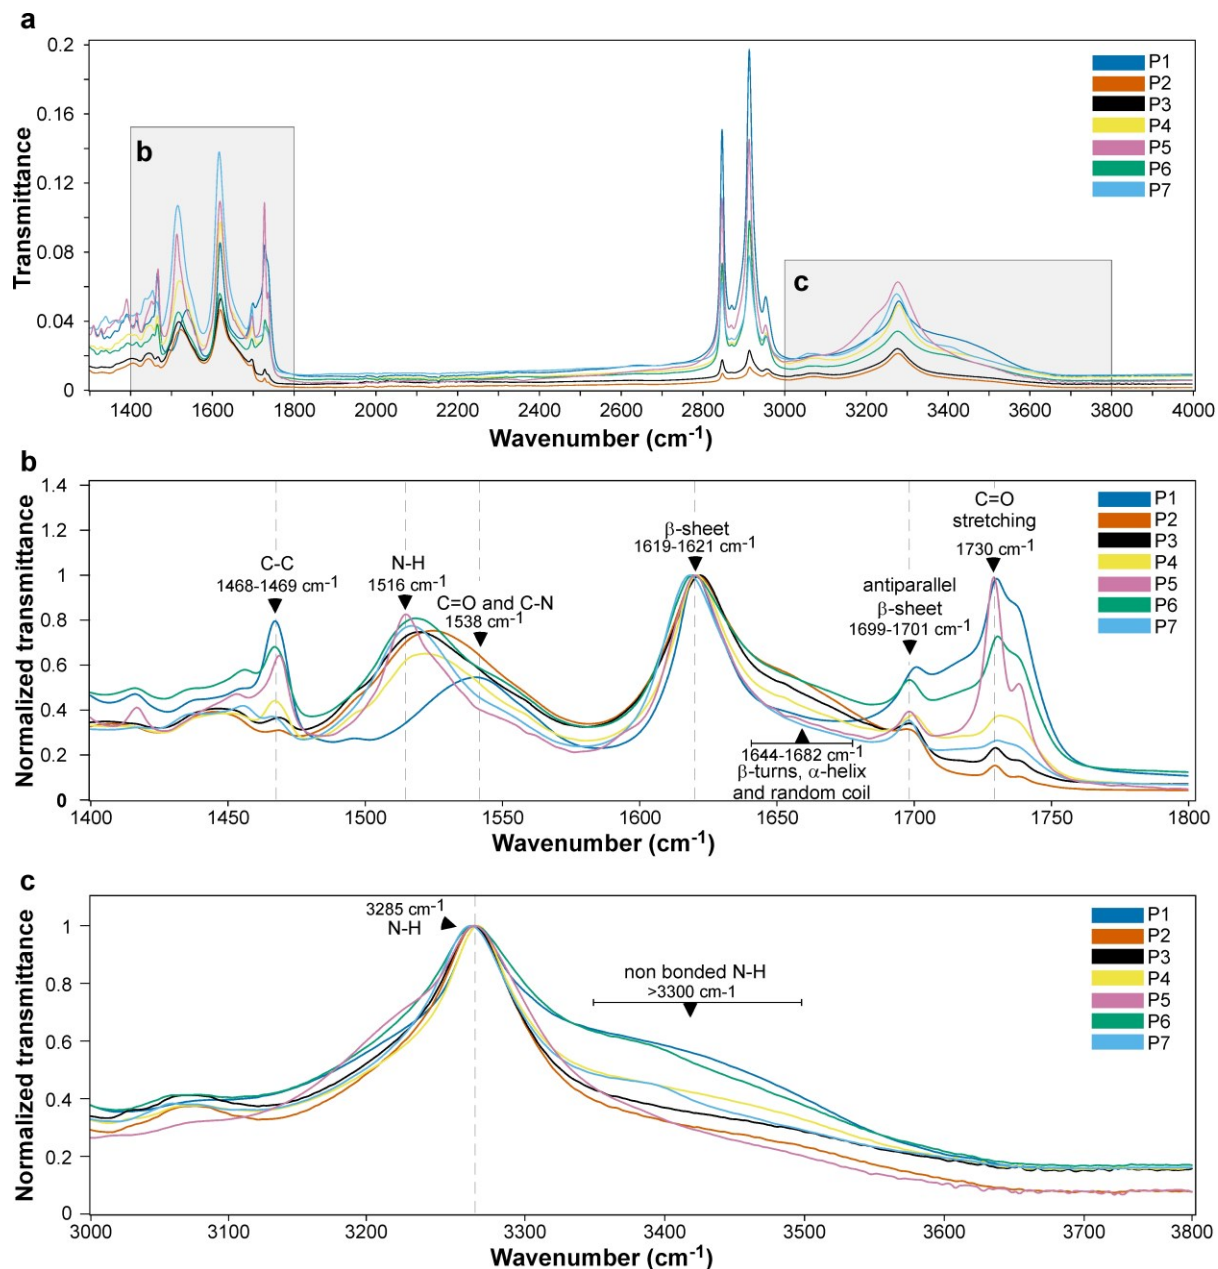 a
Transmittance
0.2
0.16
0.12
0.08
0.04
0
b
c
P1
P2
P3
P4
P5
P6
P7
1400 1600 1800 2000 2200 2400 2600 2800 3000 3200 3400 3600 3800 4000
Wavenumber (cm-1)
b
Normalized transmittance
1.4
1.2
1
0.8
0.6
0.4
0.2
0
C-C
1468-1469 cm-1
N-H
1516 cm-1
C=O and C-N
1538 cm-1
β-sheet
1619-1621 cm-1
1644-1682 cm-1
β-turns, α-helix
and random coil
antiparallel
β-sheet
1699-1701 cm-1
C=O
stretching
1730 cm-1
P1
P2
P3
P4
P5
P6
P7
1400 1450 1500 1550 1600 1650 1700 1750 1800
Wavenumber (cm-1)
c
Normalized transmittance
1
0.8
0.6
0.4
0.2
0
3285 cm-1
N-H
non bonded N-H
>3300 cm-1
P1
P2
P3
P4
P5
P6
P7
3000 3100 3200 3300 3400 3500 3600 3700 3800
Wavenumber (cm-1)